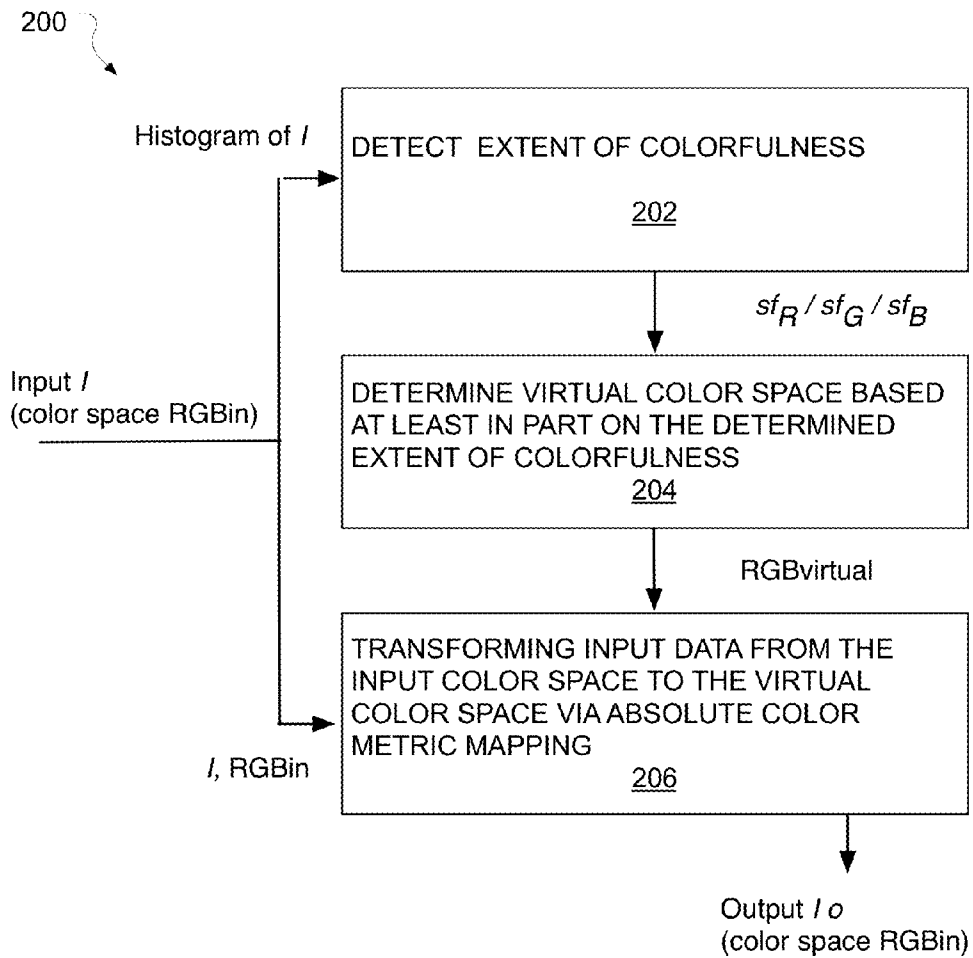 200
Histogram of I
DETECT EXTENT OF COLORFULNESS
202
sfR / sfG / sfB
Input I
(color space RGBin)
DETERMINE VIRTUAL COLOR SPACE BASED
AT LEAST IN PART ON THE DETERMINED
EXTENT OF COLORFULNESS
204
RGBvirtual
TRANSFORMING INPUT DATA FROM THE
INPUT COLOR SPACE TO THE VIRTUAL
COLOR SPACE VIA ABSOLUTE COLOR
METRIC MAPPING
206
I, RGBin
Output I o
(color space RGBin)